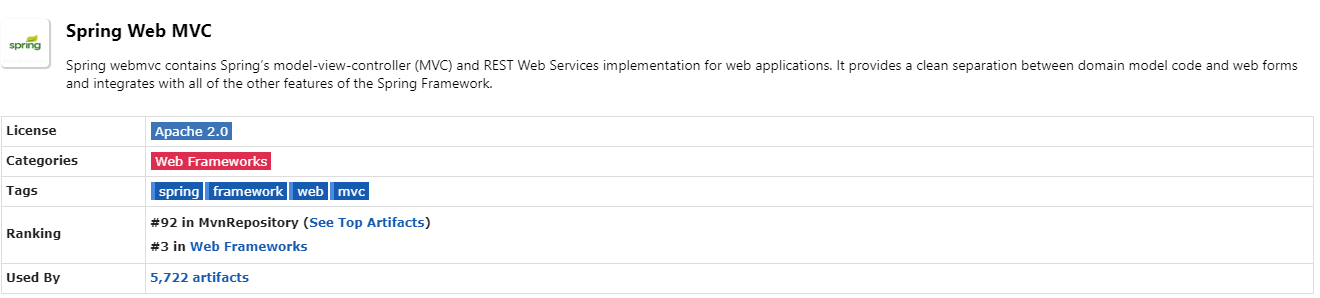 spring
Spring Web MVC
Spring webmvc contains Spring’s model-view-controller (MVC) and REST Web Services implementation for web applications. It provides a clean separation between domain model code and web forms
and integrates with all of the other features of the Spring Framework.
License Apache 2.0
Categories Web Frameworks
Tags spring framework web mvc
Ranking #92 in MvnRepository (See Top Artifacts)
#3 in Web Frameworks
Used By 5,722 artifacts